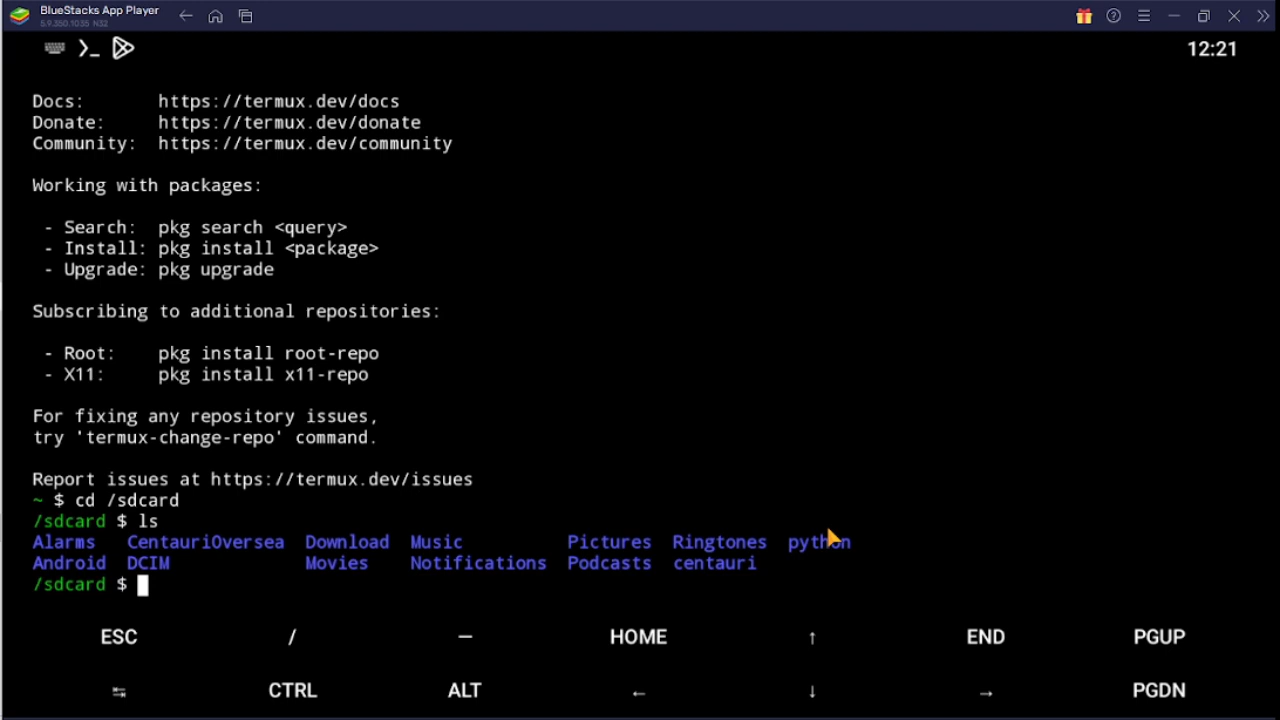 BlueStacks App Player
5.9.350.1035 N32
12:21
Docs: https://termux.dev/docs
Donate: https://termux.dev/donate
Community: https://termux.dev/community
Working with packages:
- Search: pkg search <query>
- Install: pkg install <package>
- Upgrade: pkg upgrade
Subscribing to additional repositories:
- Root: pkg install root-repo
- X11: pkg install x11-repo
For fixing any repository issues,
try 'termux-change-repo' command.
Report issues at https://termux.dev/issues
~ $ cd /sdcard
/sdcard $ ls
Alarms CentauriOversea Download Music Pictures Ringtones python
Android DCIM Movies Notifications Podcasts centauri
/sdcard $
ESC / — HOME ↑ END PGUP
↹ CTRL ALT ← ↓ → PGDN